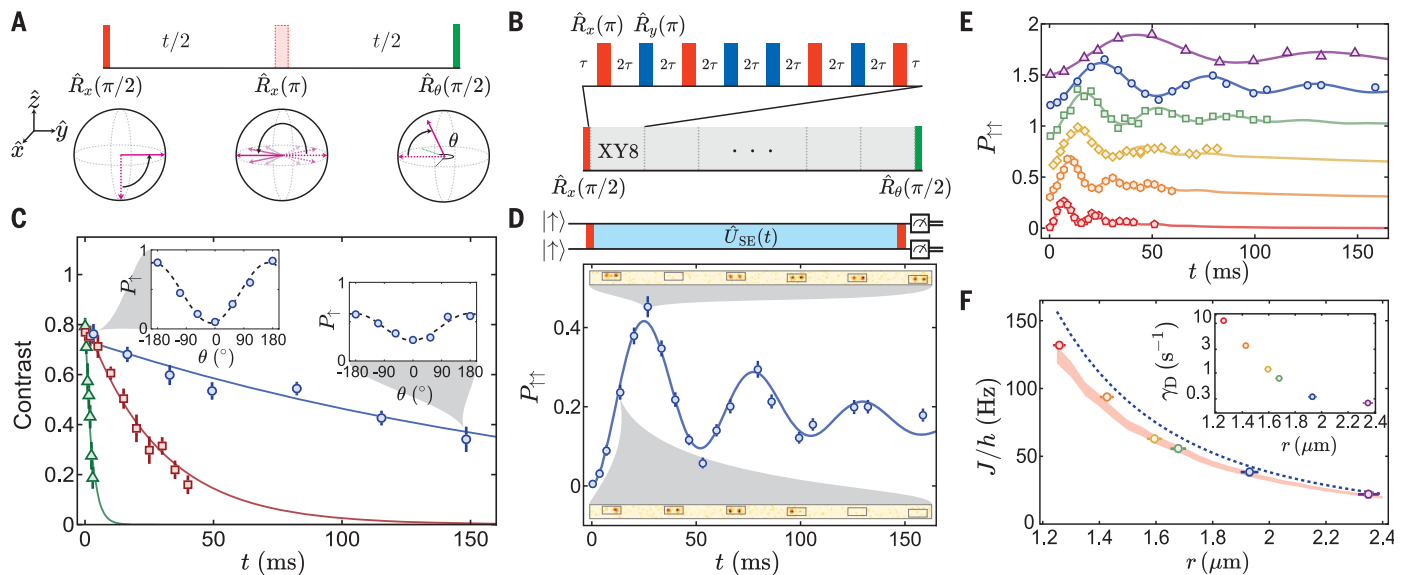 A
t/2
t/2
R̂x(π/2)
R̂x(π)
R̂θ(π/2)
ẑ
ŷ
x̂
θ
B
R̂x(π) R̂y(π)
τ 2τ 2τ 2τ 2τ 2τ 2τ 2τ τ
XY8
· · ·
R̂x(π/2)
R̂θ(π/2)
C
Contrast
1
0.8
0.6
0.4
0.2
0
0 50 100 150
t (ms)
P↑
1
0
-180 -90 0 90 180
θ (°)
P↑
1
0
-180 -90 0 90 180
θ (°)
D
|↑⟩
|↑⟩
ÛSE(t)
P↑↑
0.4
0.2
0
0 50 100 150
t (ms)
E
P↑↑
2
1.5
1
0.5
0
0 50 100 150
t (ms)
F
J/h (Hz)
150
100
50
0
1.2 1.4 1.6 1.8 2 2.2 2.4
r (μm)
γD (s−1)
10
3
1
0.3
1.2 1.4 1.6 1.8 2 2.2 2.4
r (μm)